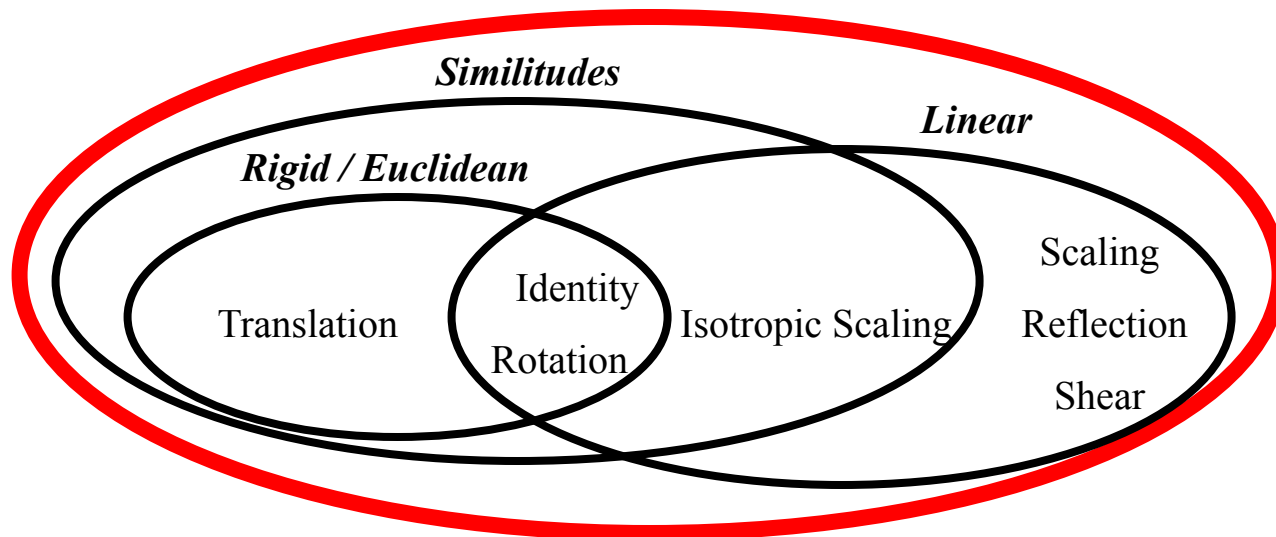 Similitudes
Linear
Rigid / Euclidean
Scaling
Identity
Translation
Isotropic Scaling
Reflection
Rotation
Shear